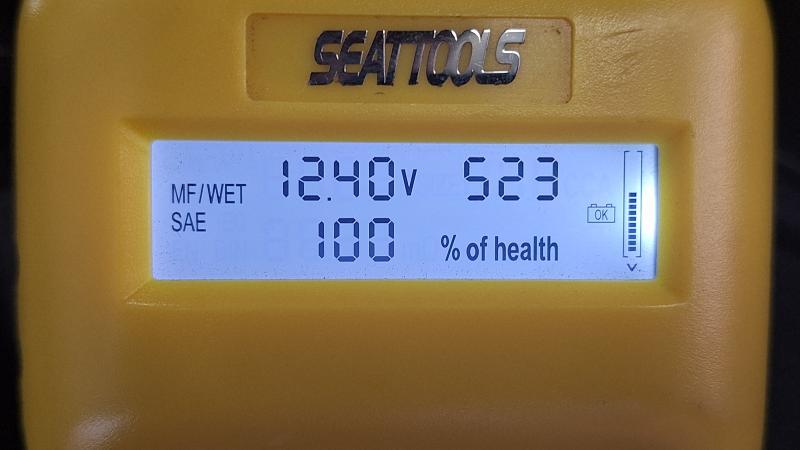 SEATTOOLS
MF/WET 12.40V 523
SAE
OK
100 % of health